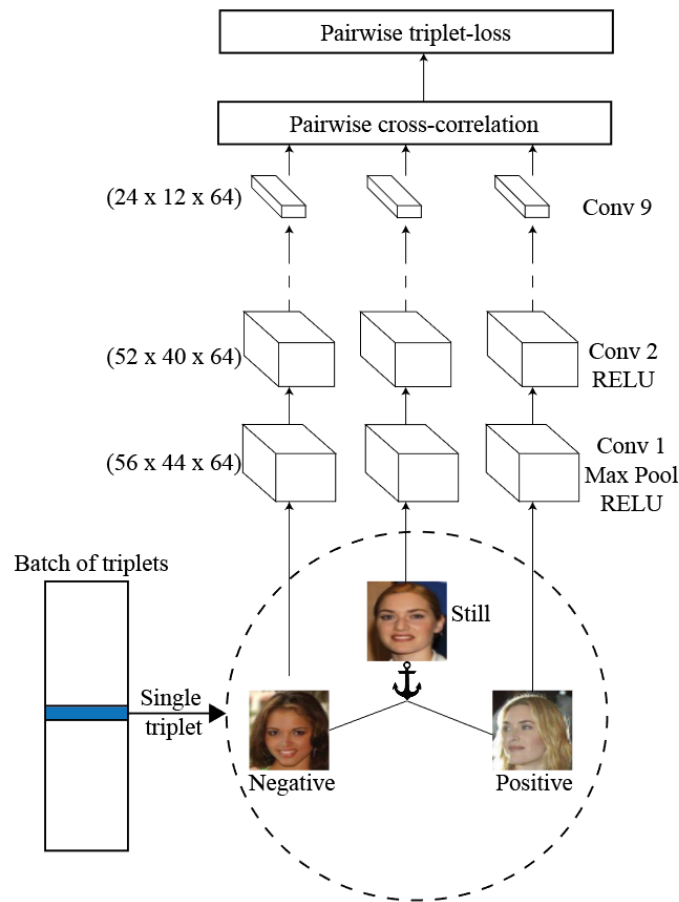 Pairwise triplet-loss
Pairwise cross-correlation
(24 x 12 x 64)
Conv 9
(52 x 40 x 64)
Conv 2
RELU
(56 x 44 x 64)
Conv 1
Max Pool
RELU
Batch of triplets
Still
Single
triplet
Negative
Positive